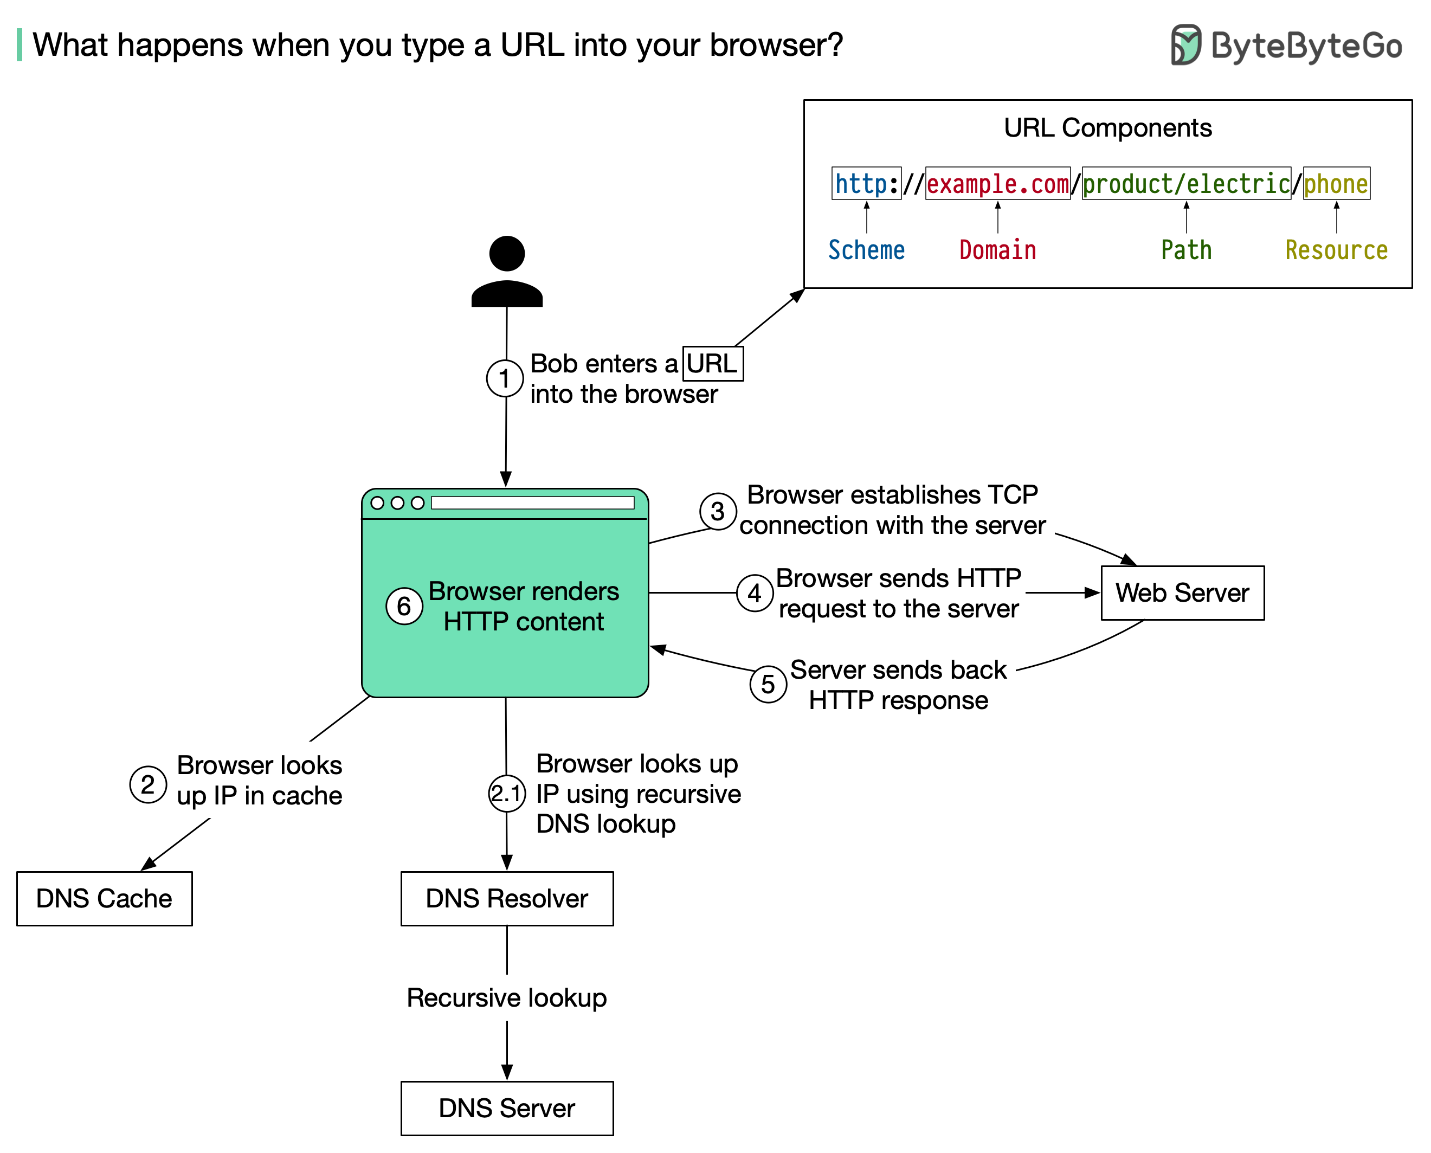 What happens when you type a URL into your browser?
ByteByteGo
URL Components
http://example.com/product/electric/phone
Scheme Domain Path Resource
1 Bob enters a URL
into the browser
3 Browser establishes TCP
connection with the server
4 Browser sends HTTP
request to the server
Web Server
6 Browser renders
HTTP content
5 Server sends back
HTTP response
2 Browser looks
up IP in cache
2.1 Browser looks up
IP using recursive
DNS lookup
DNS Cache
DNS Resolver
Recursive lookup
DNS Server